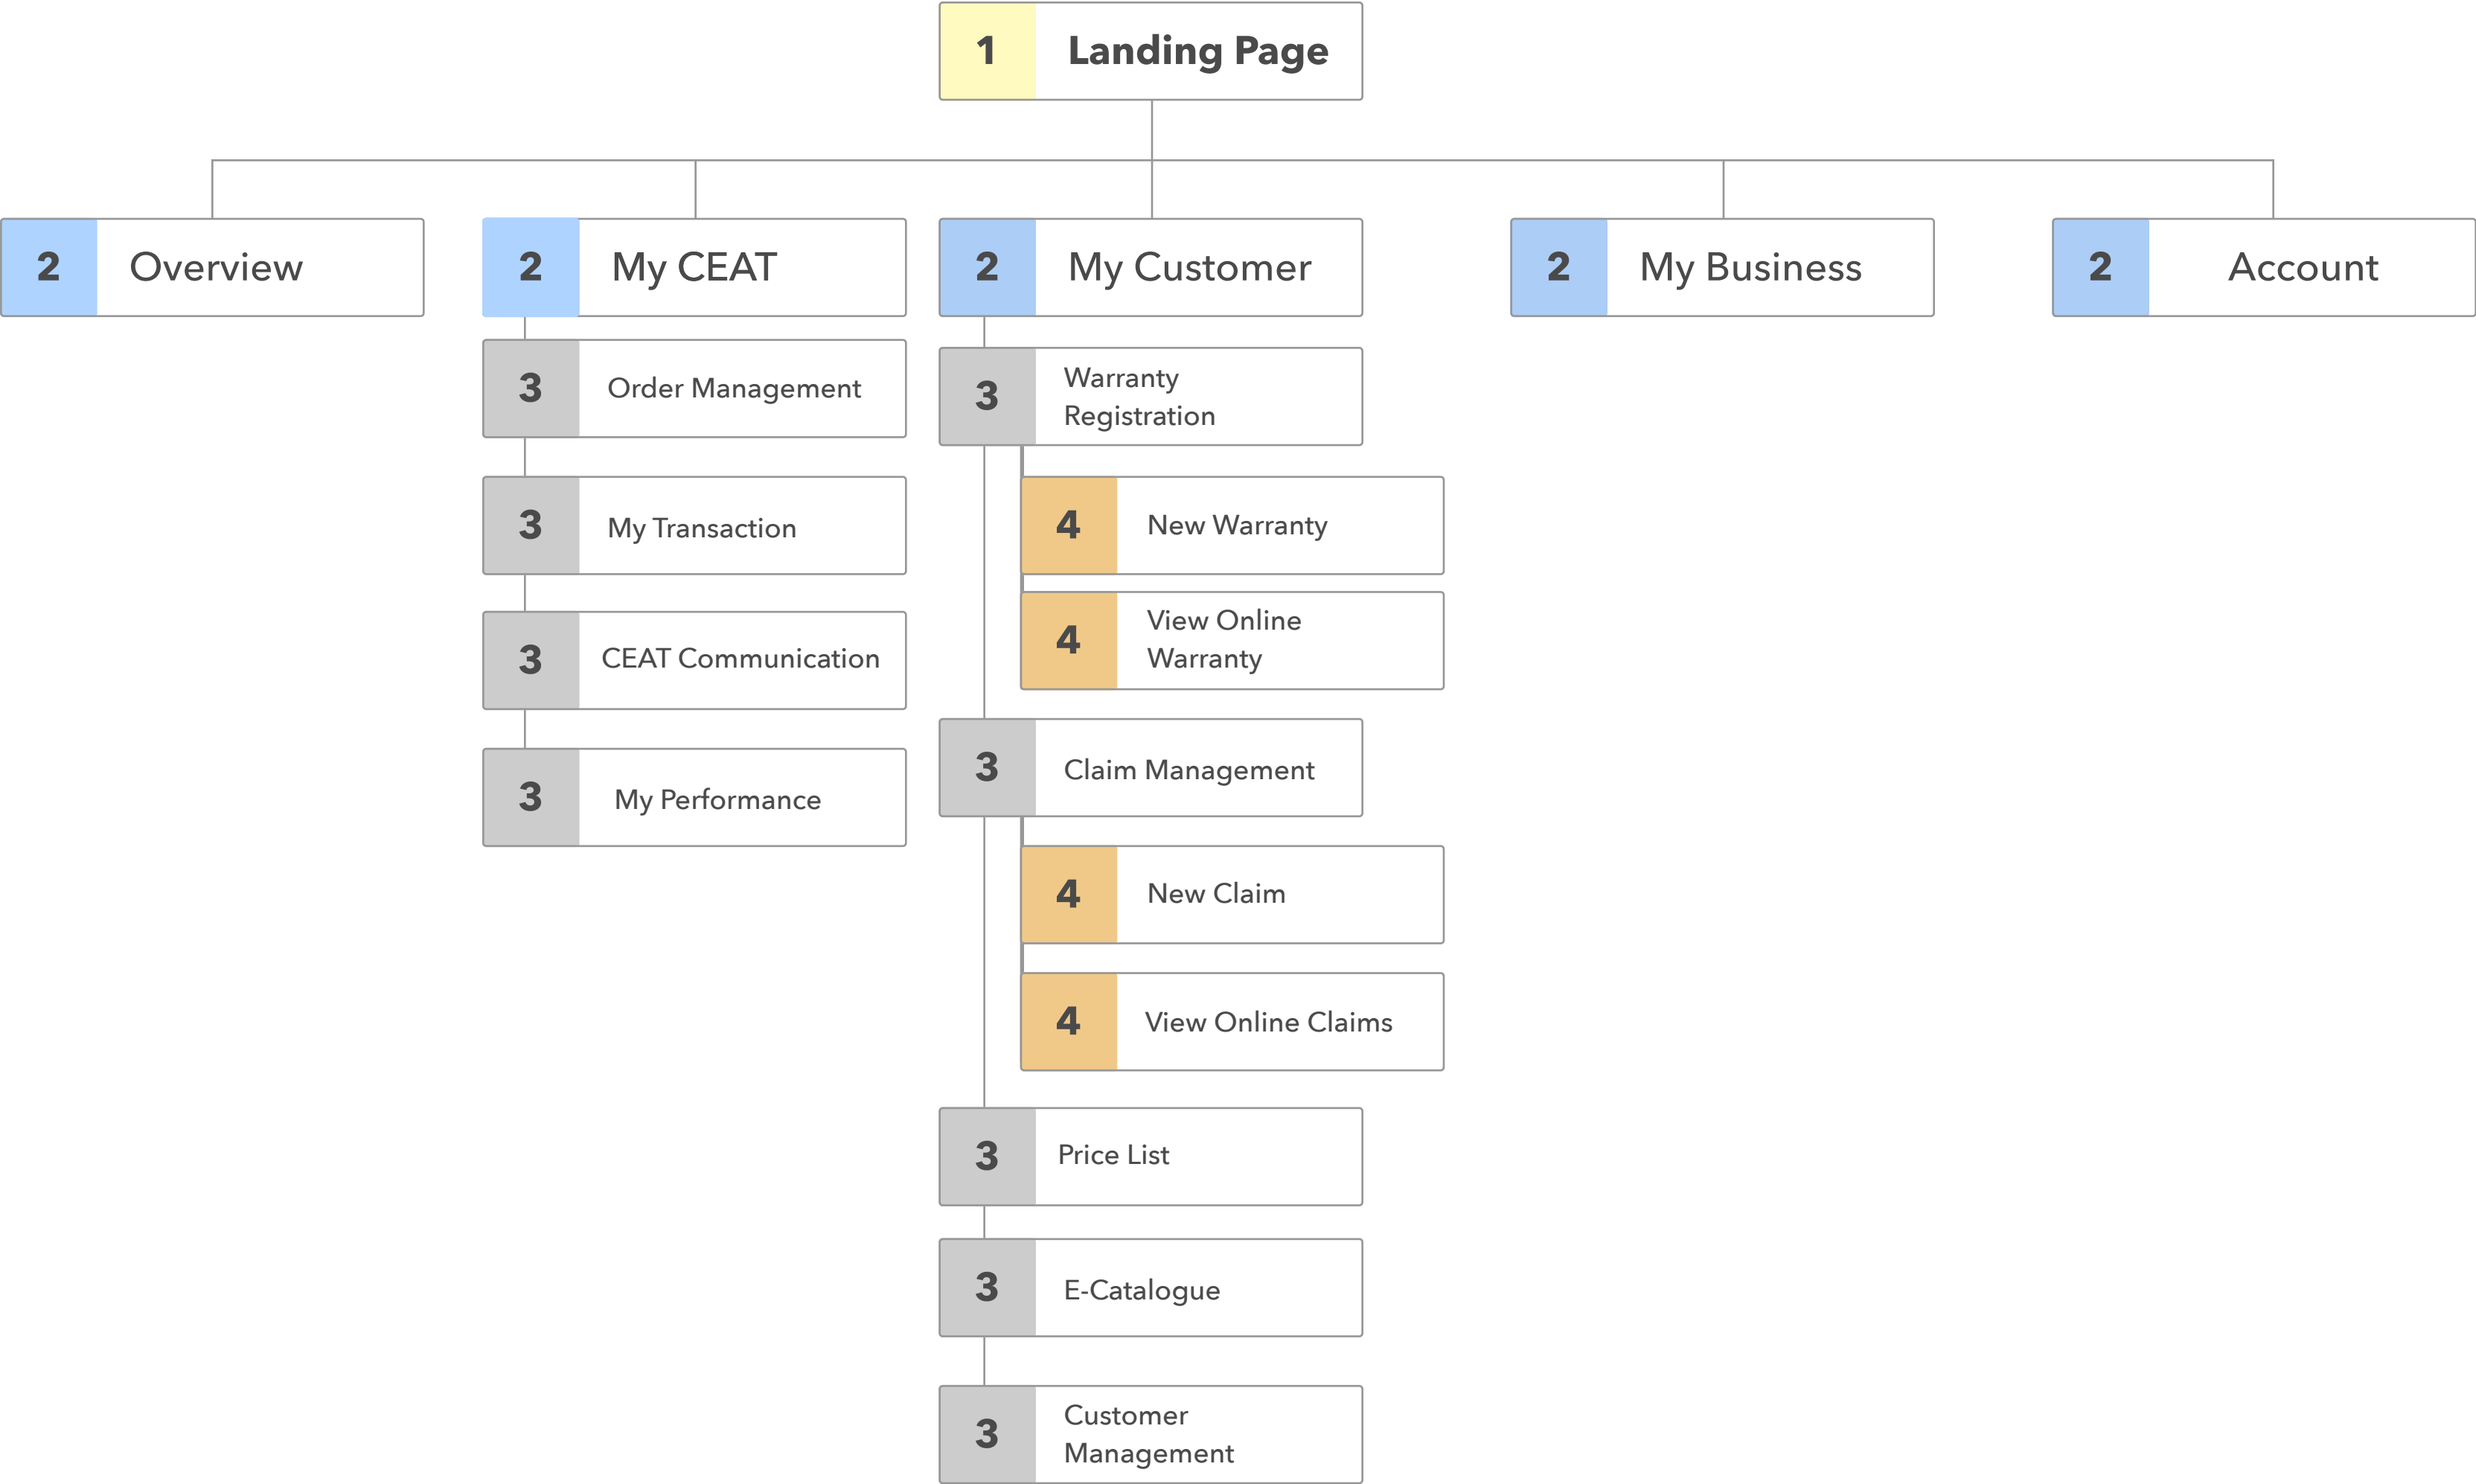 1 Landing Page
2 Overview
2 My CEAT
2 My Customer
2 My Business
2 Account
3 Order Management
3 My Transaction
3 CEAT Communication
3 My Performance
3 Warranty
Registration
4 New Warranty
4 View Online
Warranty
3 Claim Management
4 New Claim
4 View Online Claims
3 Price List
3 E-Catalogue
3 Customer
Management